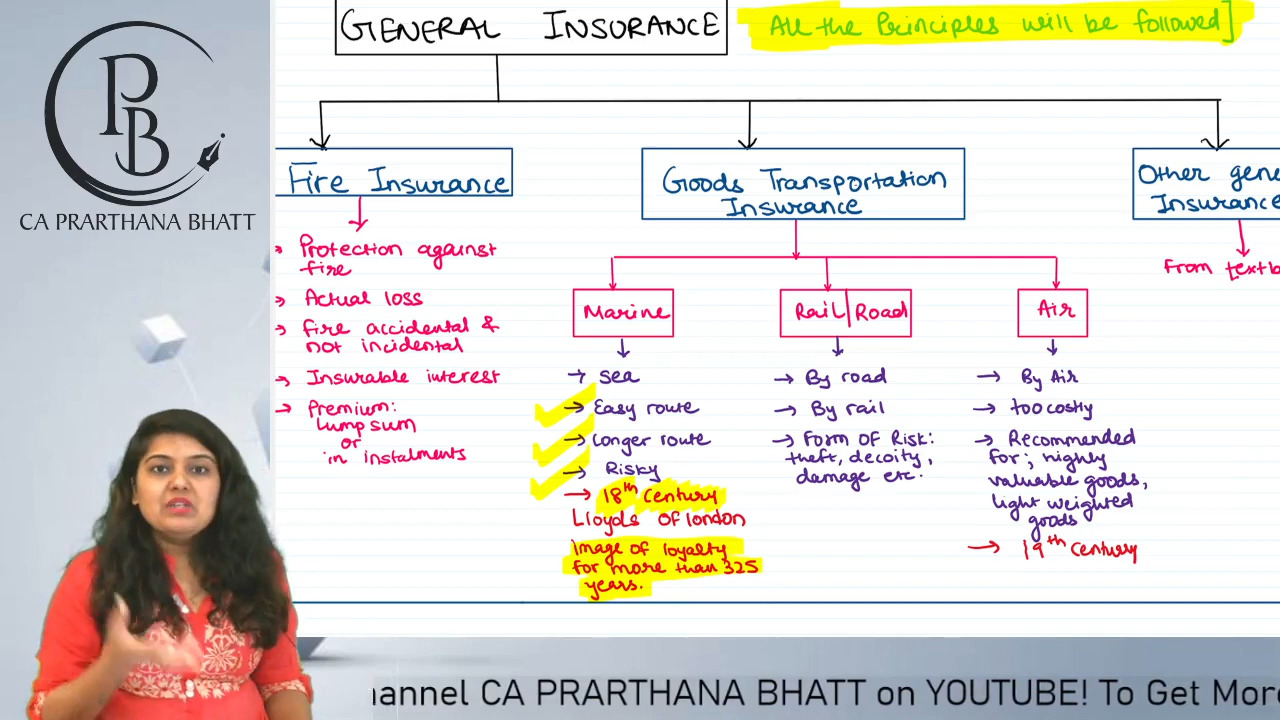 GENERAL INSURANCE
All the Principles will be followed]
PB
CA PRARTHANA BHATT
Fire Insurance
Protection against
fire
Actual loss
fire accidental &
not incidental
Insurable interest
Premium:
Lump sum
or
in instalments
Goods Transportation
Insurance
Marine
→ Sea
→ Easy route
→ Longer route
→ Risky
→ 18th Century
Lloyds of london
Image of loyalty
for more than 325
years.
Rail/Road
→ By road
→ By rail
→ Form of Risk:
theft, decoity,
damage etc.
Air
→ By Air
→ too costly
→ Recommended
for; highly
valuable goods,
light weighted
goods
→ 19th Century
Other gene
Insurance
From textb
hannel CA PRARTHANA BHATT on YOUTUBE! To Get More